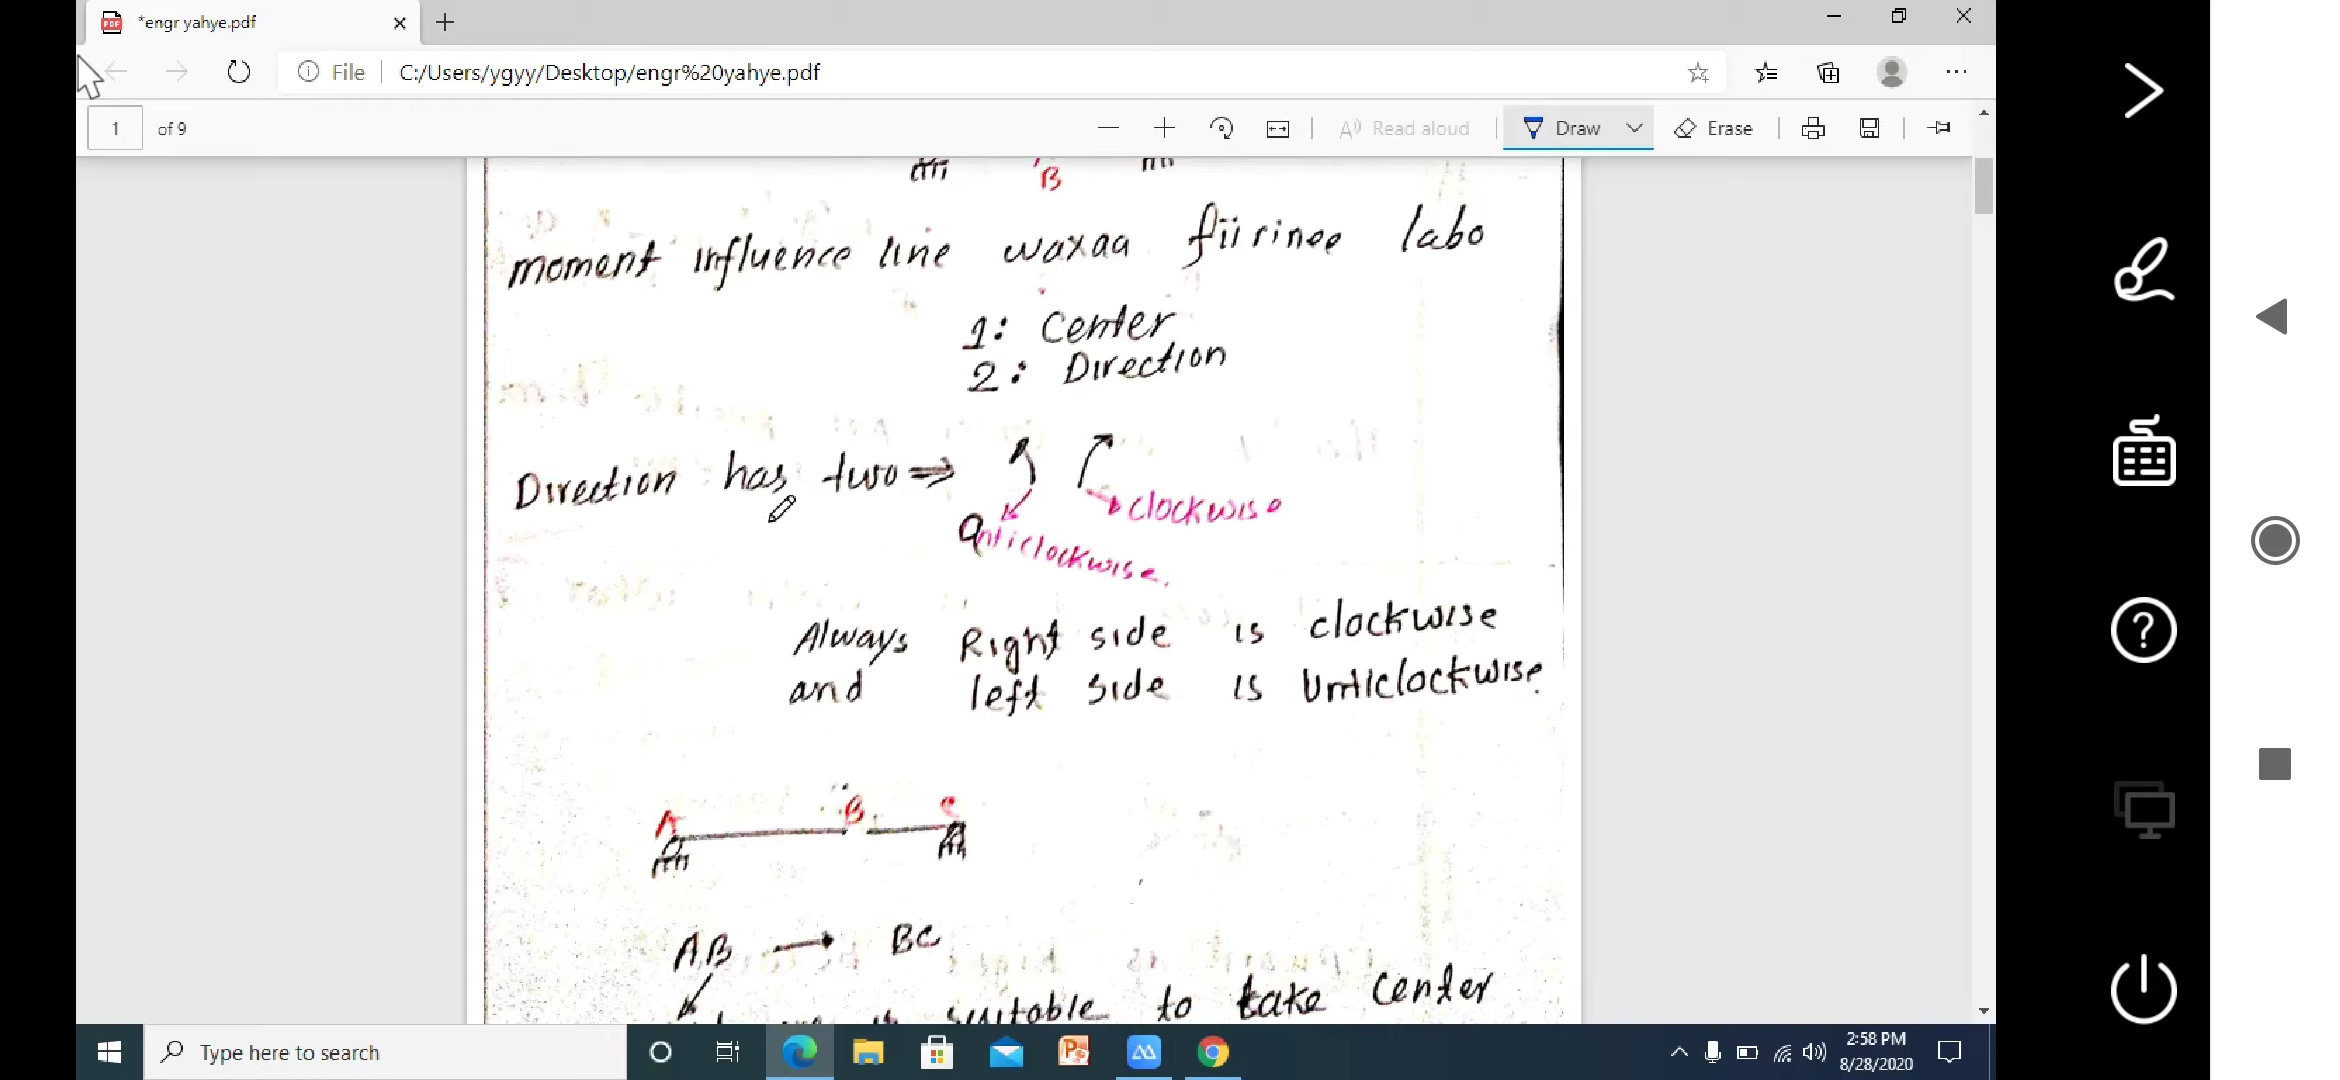 *engr yahye.pdf
File C:/Users/ygyy/Desktop/engr%20yahye.pdf
1 of 9 Read aloud Draw Erase
B
moment influence line waxaa fiirinee labo
1: Center
2: Direction
Direction has two ⇒
clockwise
anticlockwise.
Always Right side is clockwise
and left side is Unticlockwise.
A B C
AB → BC
is suitable to take Center
Type here to search
2:58 PM
8/28/2020